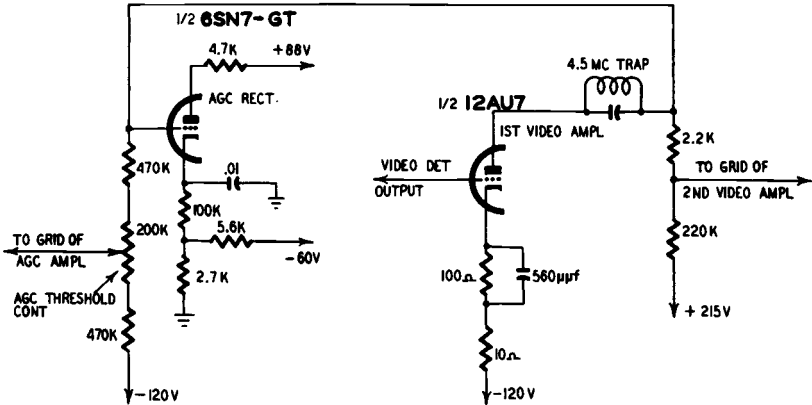 1/2 6SN7-GT
4.7K
+88V
AGC RECT.
470K
.01
100K
200K
5.6K
TO GRID OF
AGC AMPL
-60V
2.7K
AGC THRESHOLD
CONT
470K
-120V
4.5 MC TRAP
1/2 12AU7
1ST VIDEO AMPL
VIDEO DET
OUTPUT
2.2K
TO GRID OF
2ND VIDEO AMPL
220K
100Ω
560μμf
+215V
10Ω
-120V